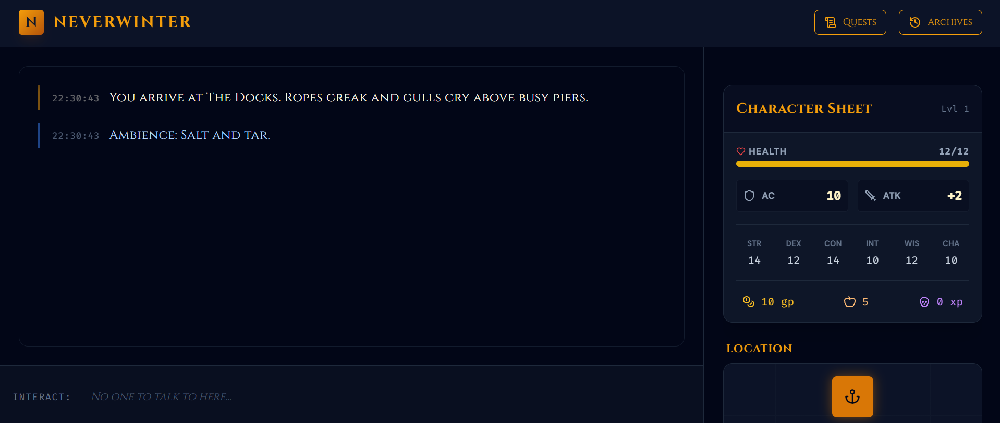 N NEVERWINTER
Quests
Archives
22:30:43 You arrive at The Docks. Ropes creak and gulls cry above busy piers.
22:30:43 Ambience: Salt and tar.
INTERACT: No one to talk to here...
Character Sheet Lvl 1
HEALTH 12/12
AC 10 ATK +2
STR DEX CON INT WIS CHA
14 12 14 10 12 10
10 gp 5 0 xp
LOCATION